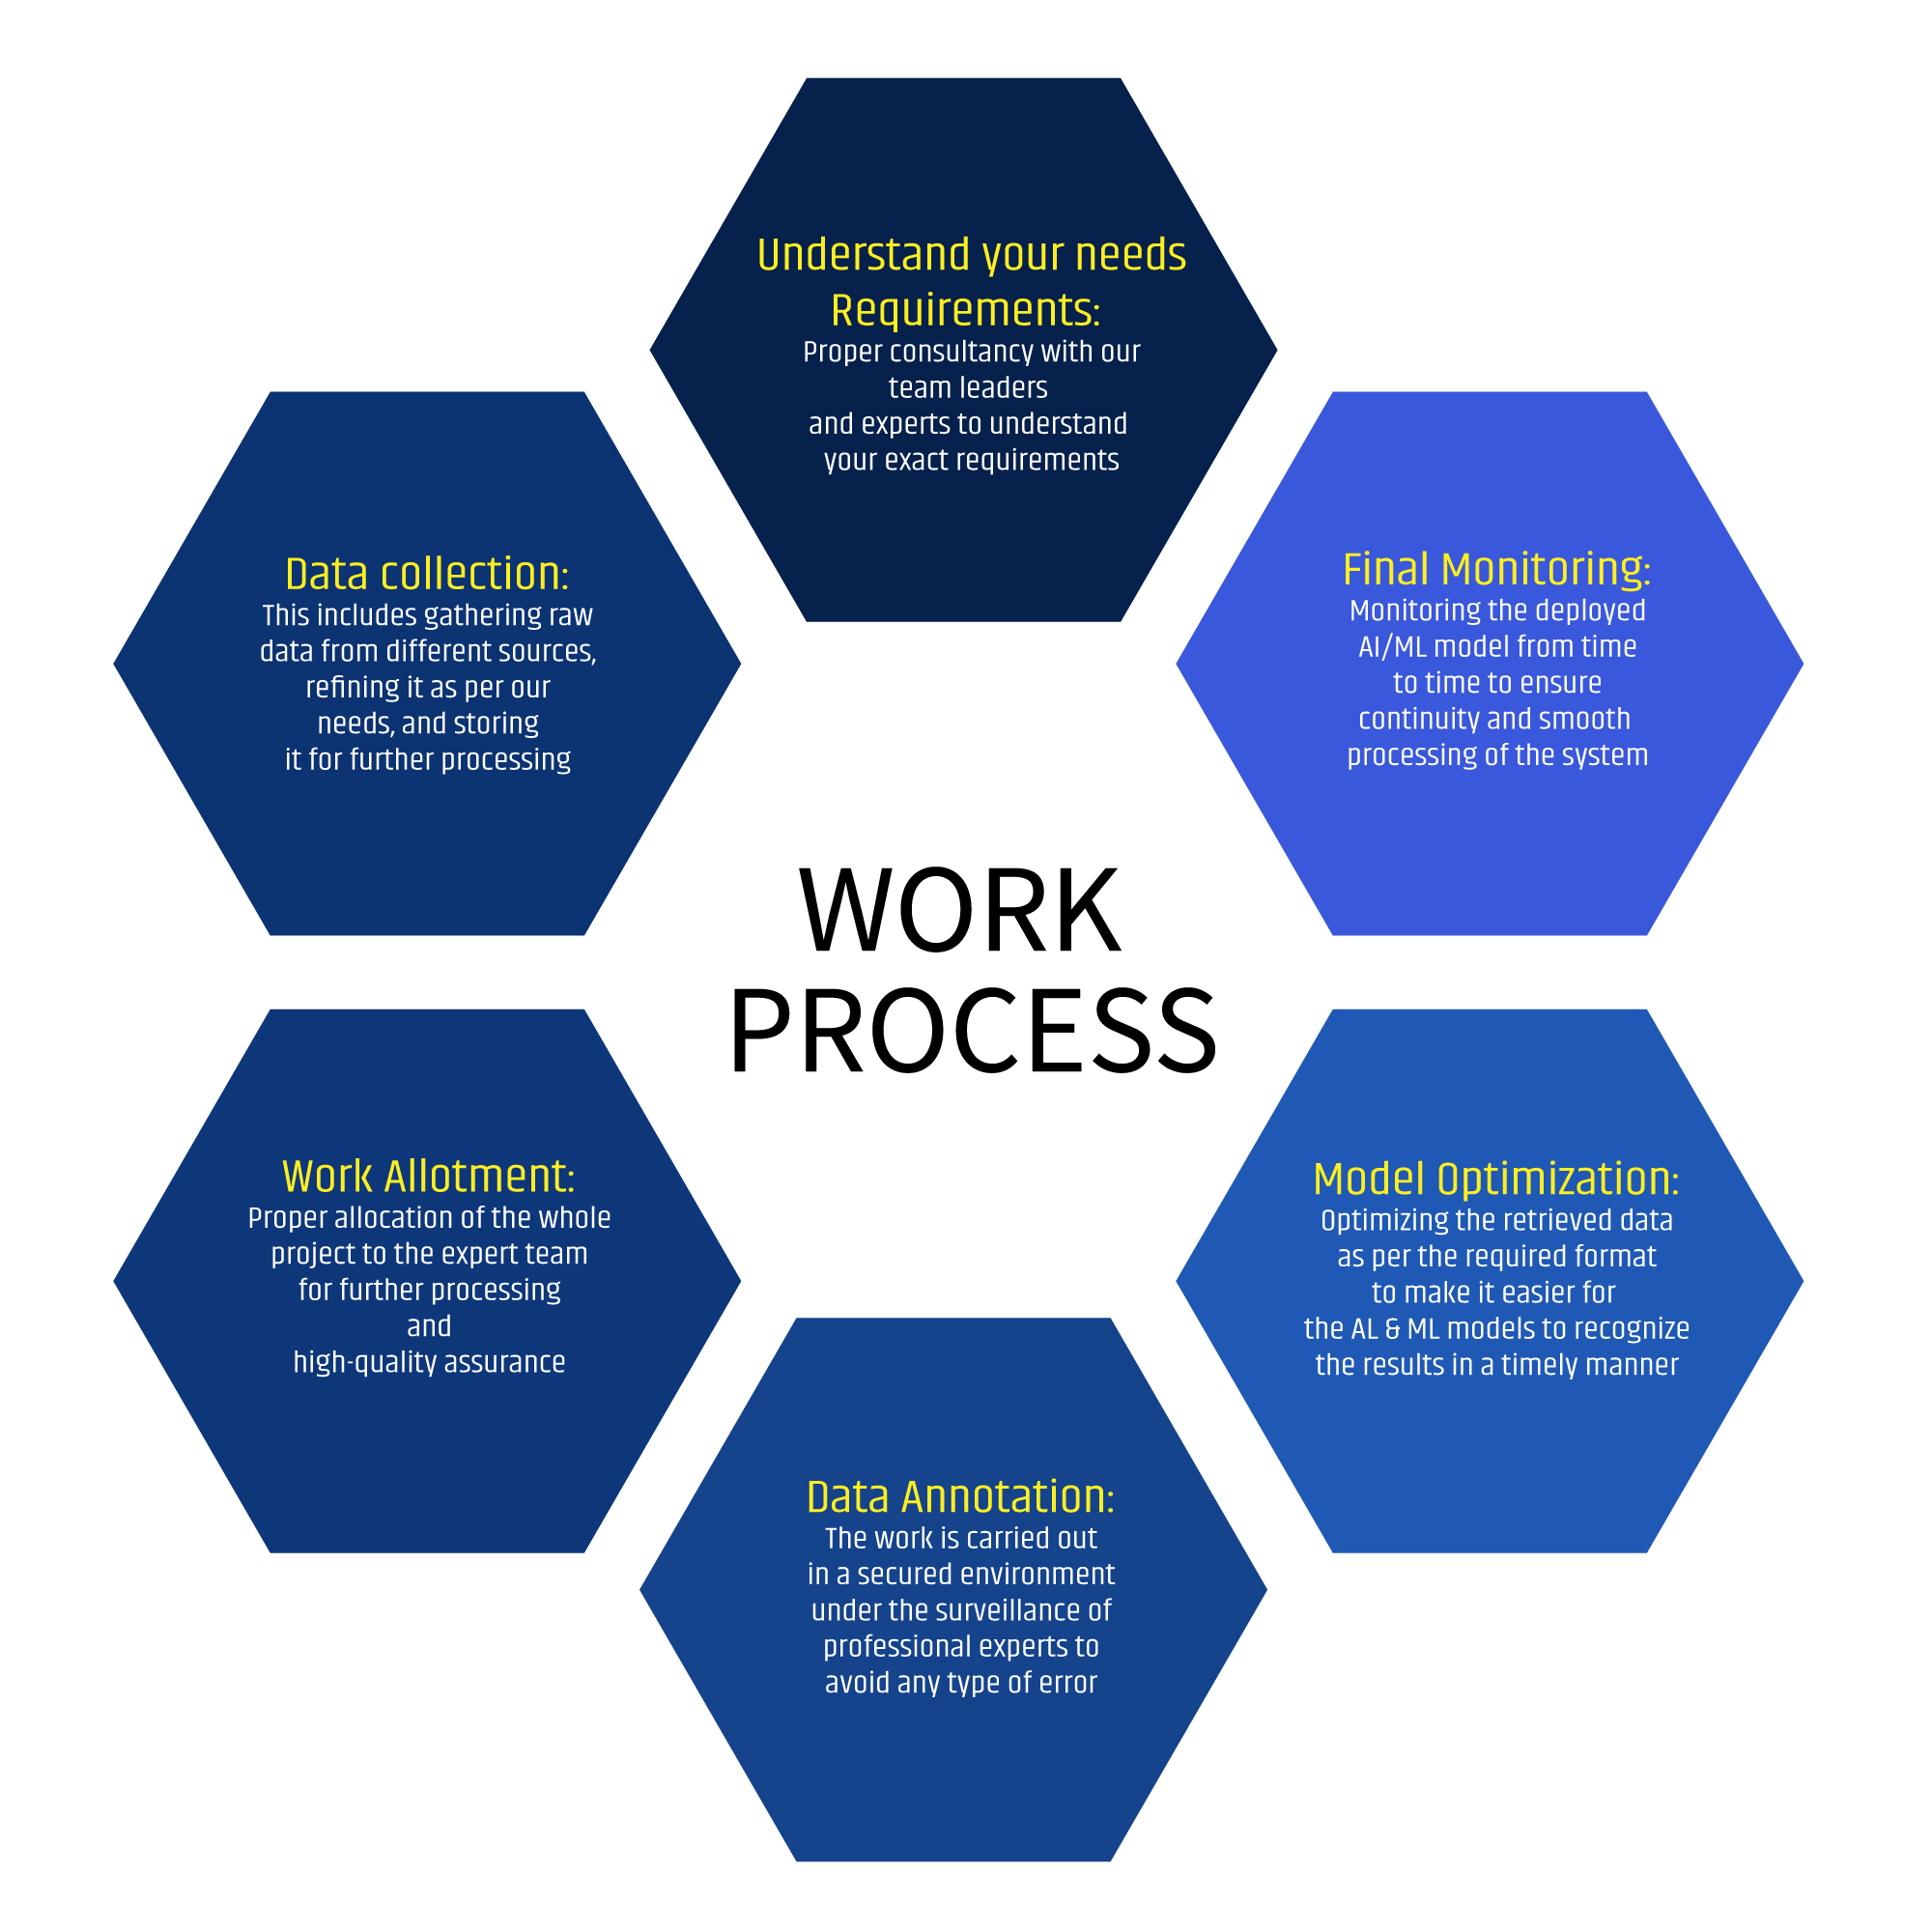 Understand your needs
Requirements:
Proper consultancy with our
team leaders
and experts to understand
your exact requirements
Data collection:
This includes gathering raw
data from different sources,
refining it as per our
needs, and storing
it for further processing
Final Monitoring:
Monitoring the deployed
AI/ML model from time
to time to ensure
continuity and smooth
processing of the system
WORK
PROCESS
Work Allotment:
Proper allocation of the whole
project to the expert team
for further processing
and
high-quality assurance
Model Optimization:
Optimizing the retrieved data
as per the required format
to make it easier for
the AL & ML models to recognize
the results in a timely manner
Data Annotation:
The work is carried out
in a secured environment
under the surveillance of
professional experts to
avoid any type of error